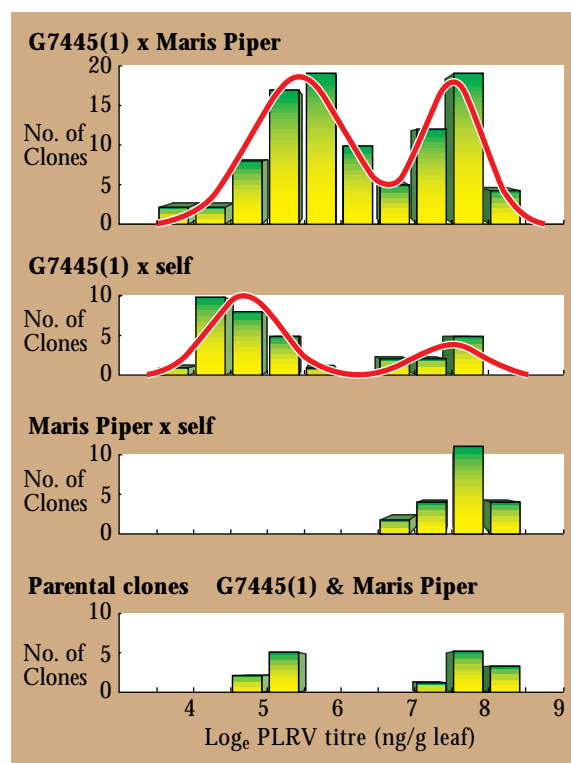 G7445(1) x Maris Piper
20
15
No. of
10
Clones
5
0
G7445(1) x self
10
No. of
5
Clones
0
Maris Piper x self
10
No. of
5
Clones
0
Parental clones G7445(1) & Maris Piper
10
No. of
5
Clones
0
4 5 6 7 8 9
Logₑ PLRV titre (ng/g leaf)